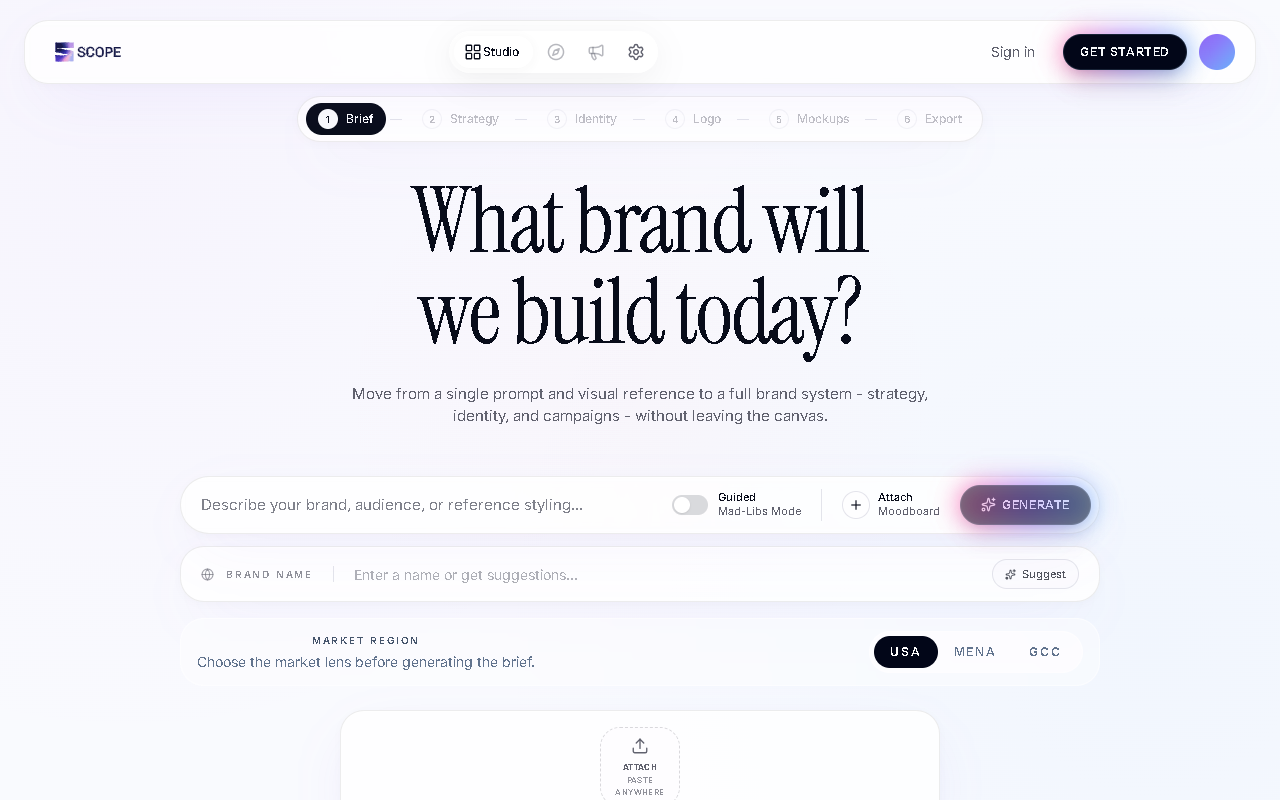 SCOPE
Studio
Sign in
GET STARTED
1 Brief
2 Strategy
3 Identity
4 Logo
5 Mockups
6 Export
What brand will
we build today?
Move from a single prompt and visual reference to a full brand system - strategy,
identity, and campaigns - without leaving the canvas.
Describe your brand, audience, or reference styling...
Guided
Mad-Libs Mode
Attach
Moodboard
GENERATE
BRAND NAME
Enter a name or get suggestions...
Suggest
MARKET REGION
Choose the market lens before generating the brief.
USA
MENA
GCC
ATTACH
PASTE
ANYWHERE